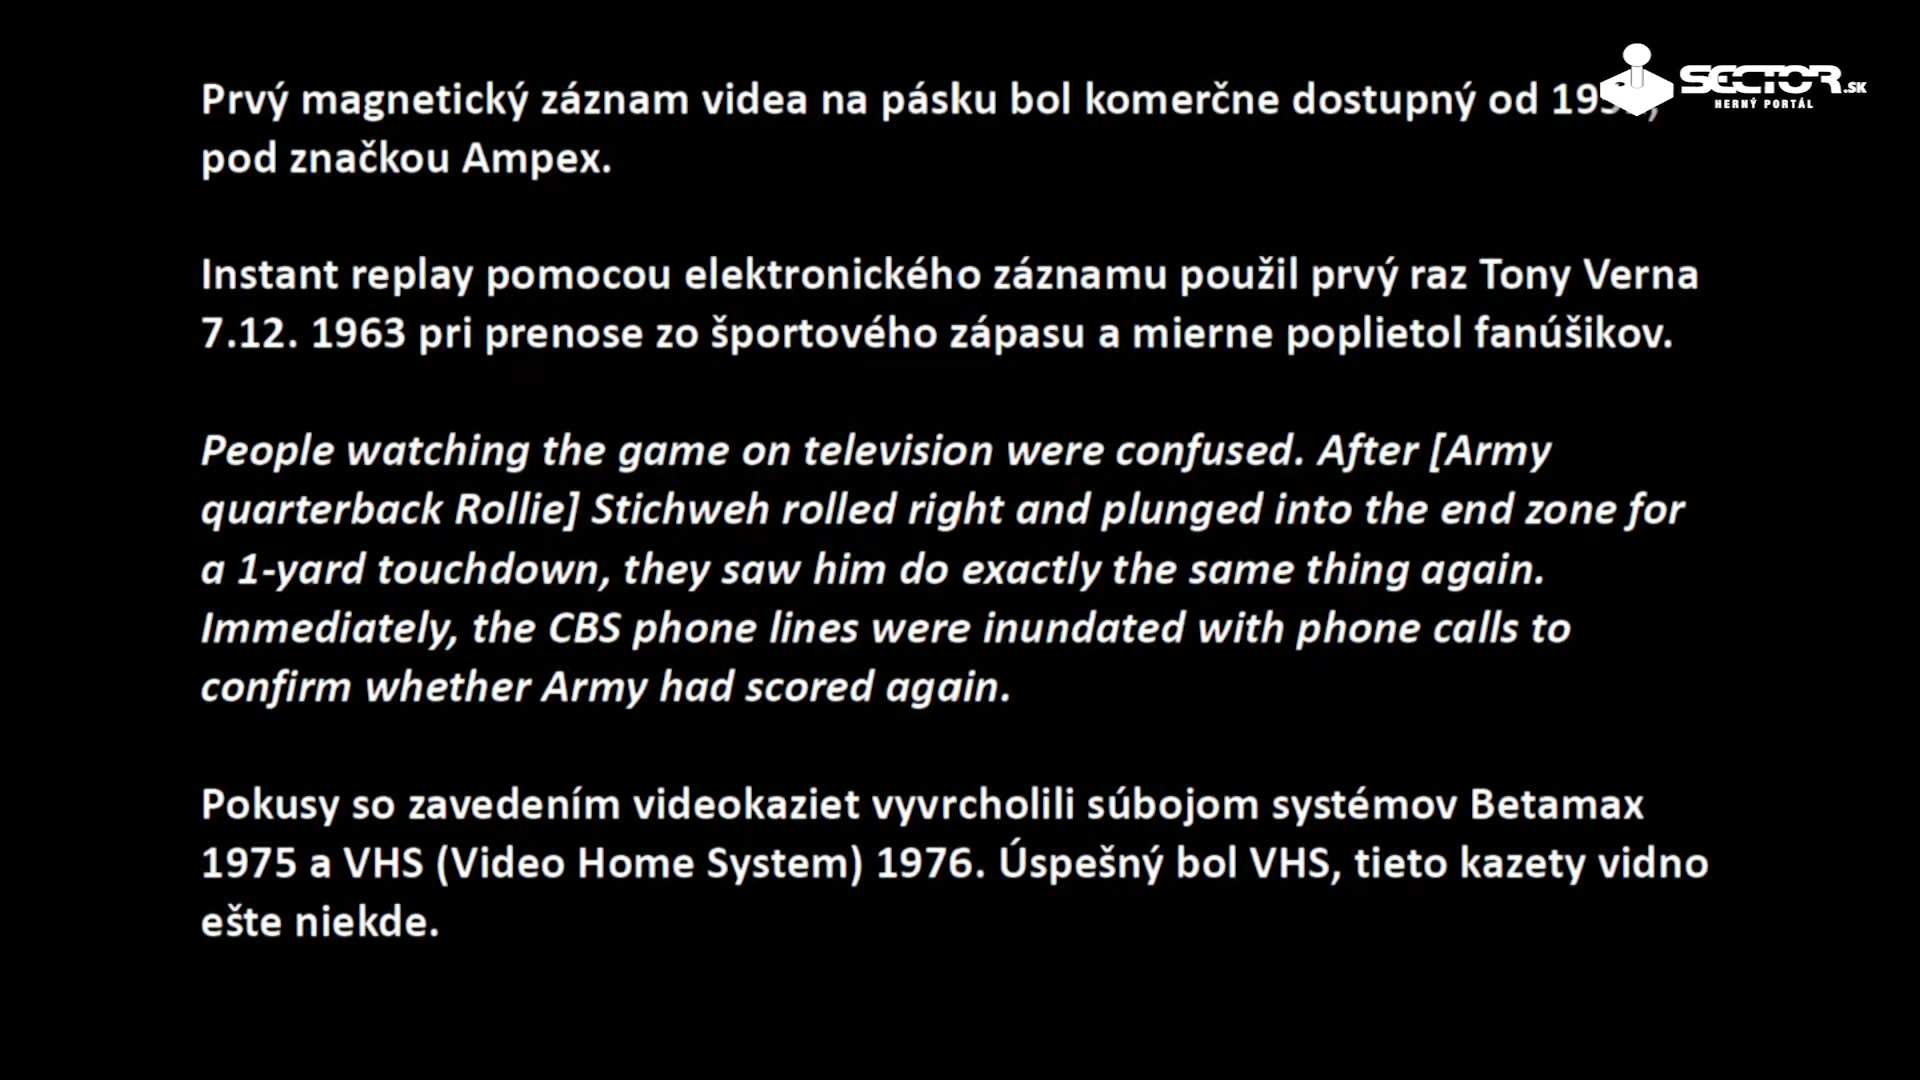 Prvý magnetický záznam videa na pásku bol komerčne dostupný od
pod značkou Ampex.
Instant replay pomocou elektronického záznamu použil prvý raz Tony Verna
7.12. 1963 pri prenose zo športového zápasu a mierne poplietol fanúšikov.
People watching the game on television were confused. After [Army
quarterback Rollie] Stichweh rolled right and plunged into the end zone for
a 1-yard touchdown, they saw him do exactly the same thing again.
Immediately, the CBS phone lines were inundated with phone calls to
confirm whether Army had scored again.
Pokusy so zavedením videokaziet vyvrcholili súbojom systémov Betamax
1975 a VHS (Video Home System) 1976. Úspešný bol VHS, tieto kazety vidno
ešte niekde.
SECTOR.SK
HERNÝ PORTÁL